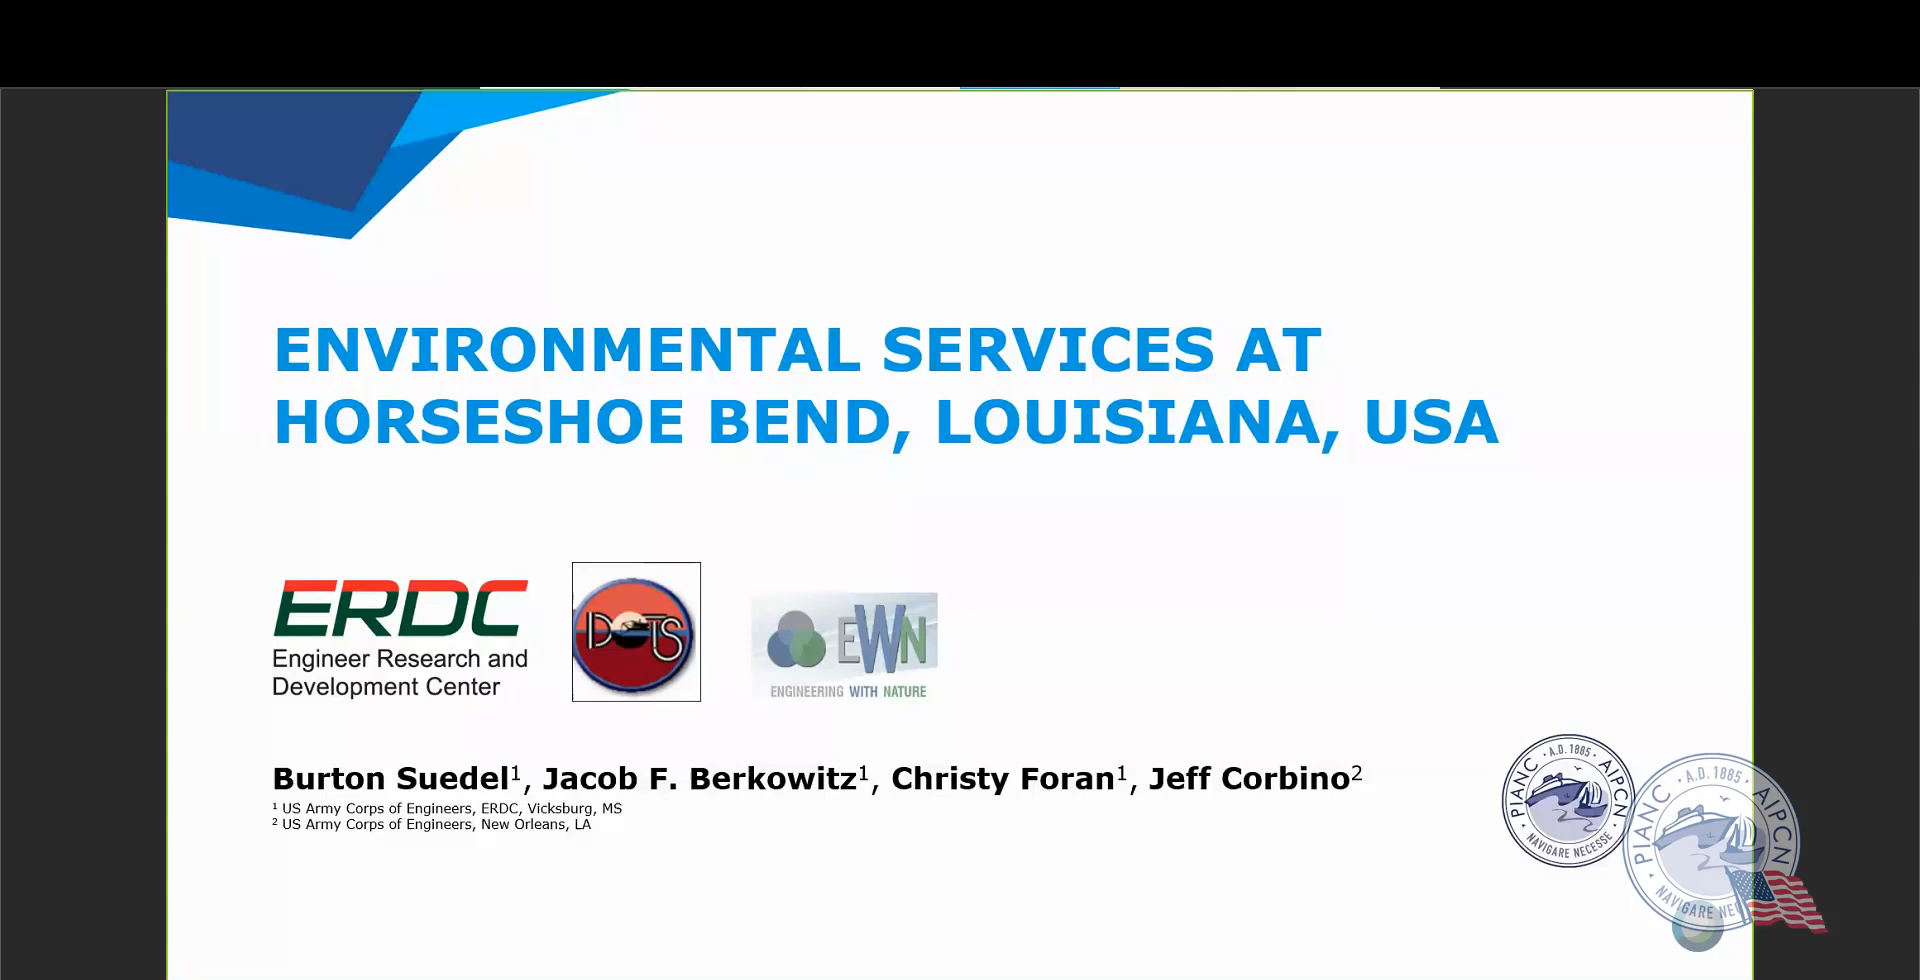 ENVIRONMENTAL SERVICES AT
HORSESHOE BEND, LOUISIANA, USA
ERDC
Engineer Research and
Development Center
DOTS
EWN
ENGINEERING WITH NATURE
Burton Suedel¹, Jacob F. Berkowitz¹, Christy Foran¹, Jeff Corbino²
¹ US Army Corps of Engineers, ERDC, Vicksburg, MS
² US Army Corps of Engineers, New Orleans, LA
PIANC · A.D. 1885 · AIPCN
· NAVIGARE NECESSE ·
PIANC · A.D. 1885 · AIPCN
· NAVIGARE NEC